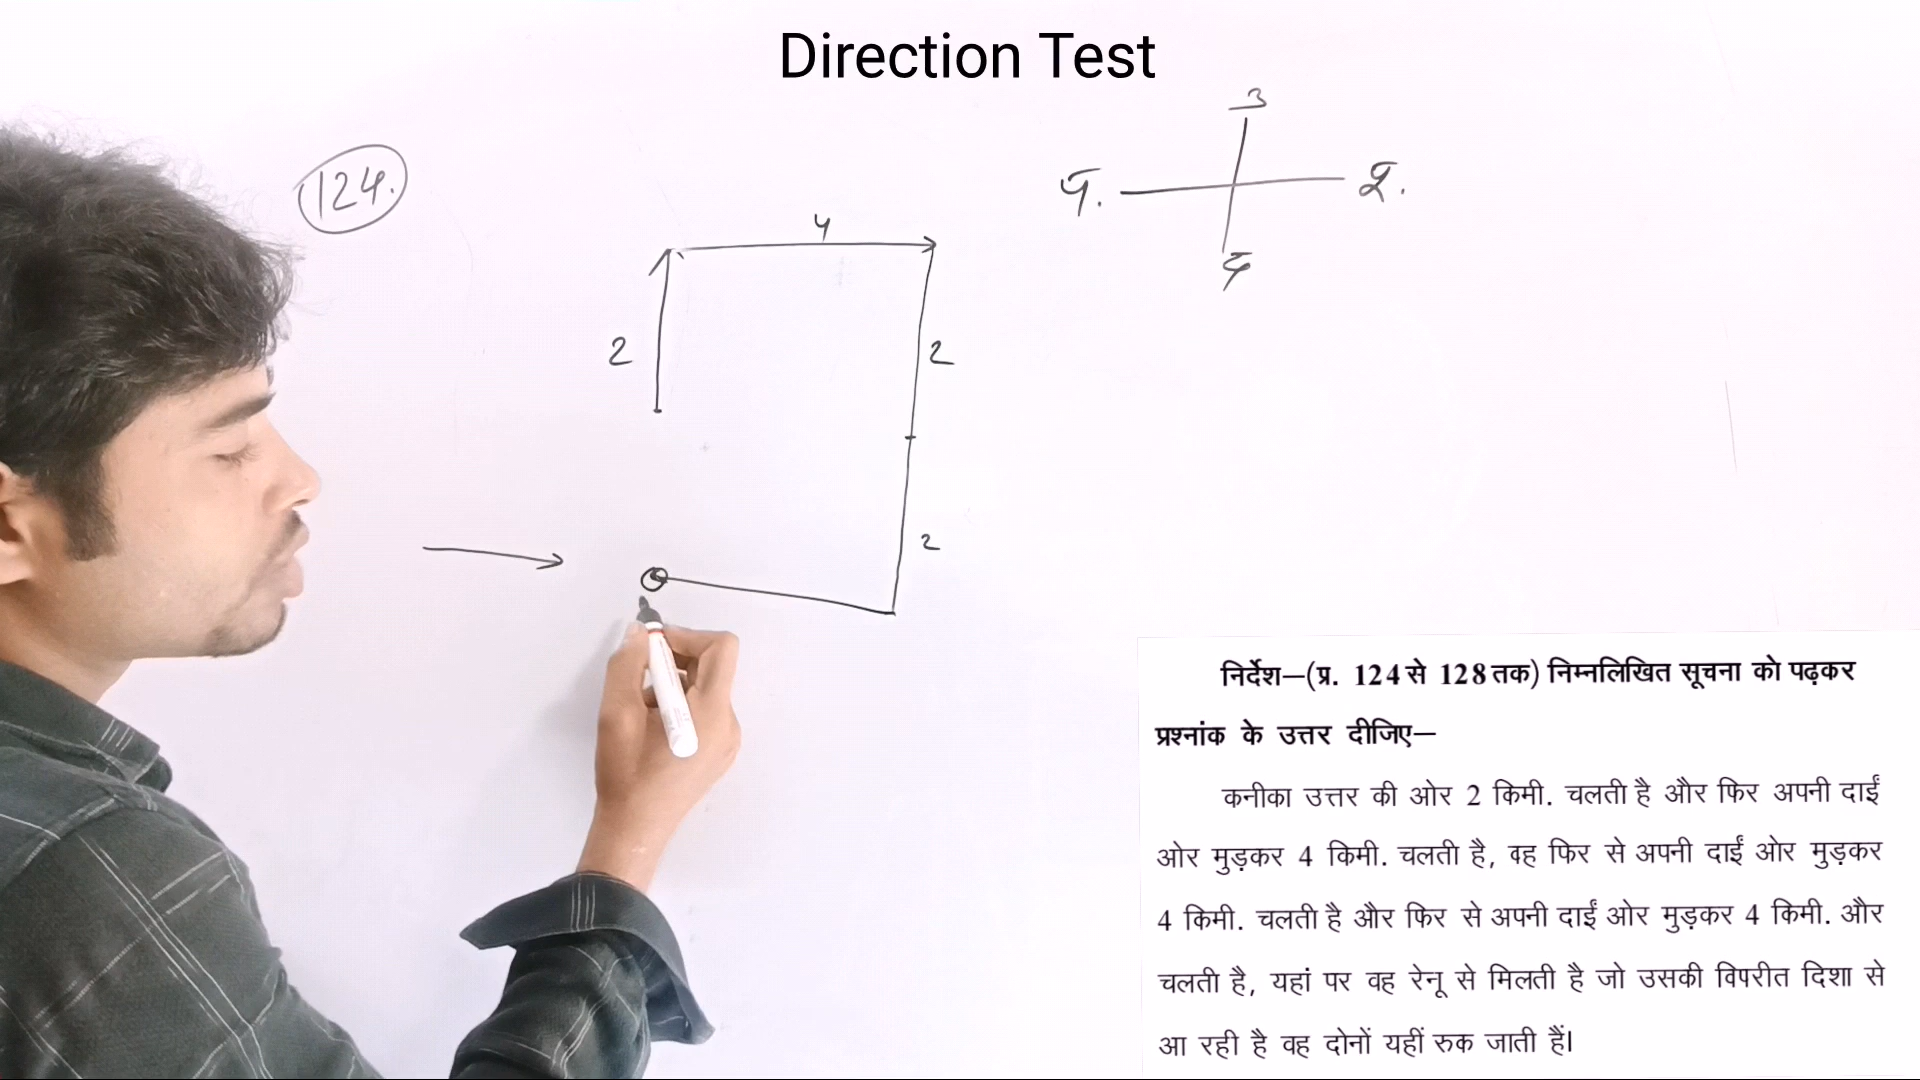 Direction Test
124.
उ
प.
पू.
द
4
2
2
2
निर्देश–(प्र. 124 से 128 तक) निम्नलिखित सूचना को पढ़कर
प्रश्नांक के उत्तर दीजिए–
कनीका उत्तर की ओर 2 किमी. चलती है और फिर अपनी दाईं
ओर मुड़कर 4 किमी. चलती है, वह फिर से अपनी दाईं ओर मुड़कर
4 किमी. चलती है और फिर से अपनी दाईं ओर मुड़कर 4 किमी. और
चलती है, यहां पर वह रेनू से मिलती है जो उसकी विपरीत दिशा से
आ रही है वह दोनों यहीं रुक जाती हैं।